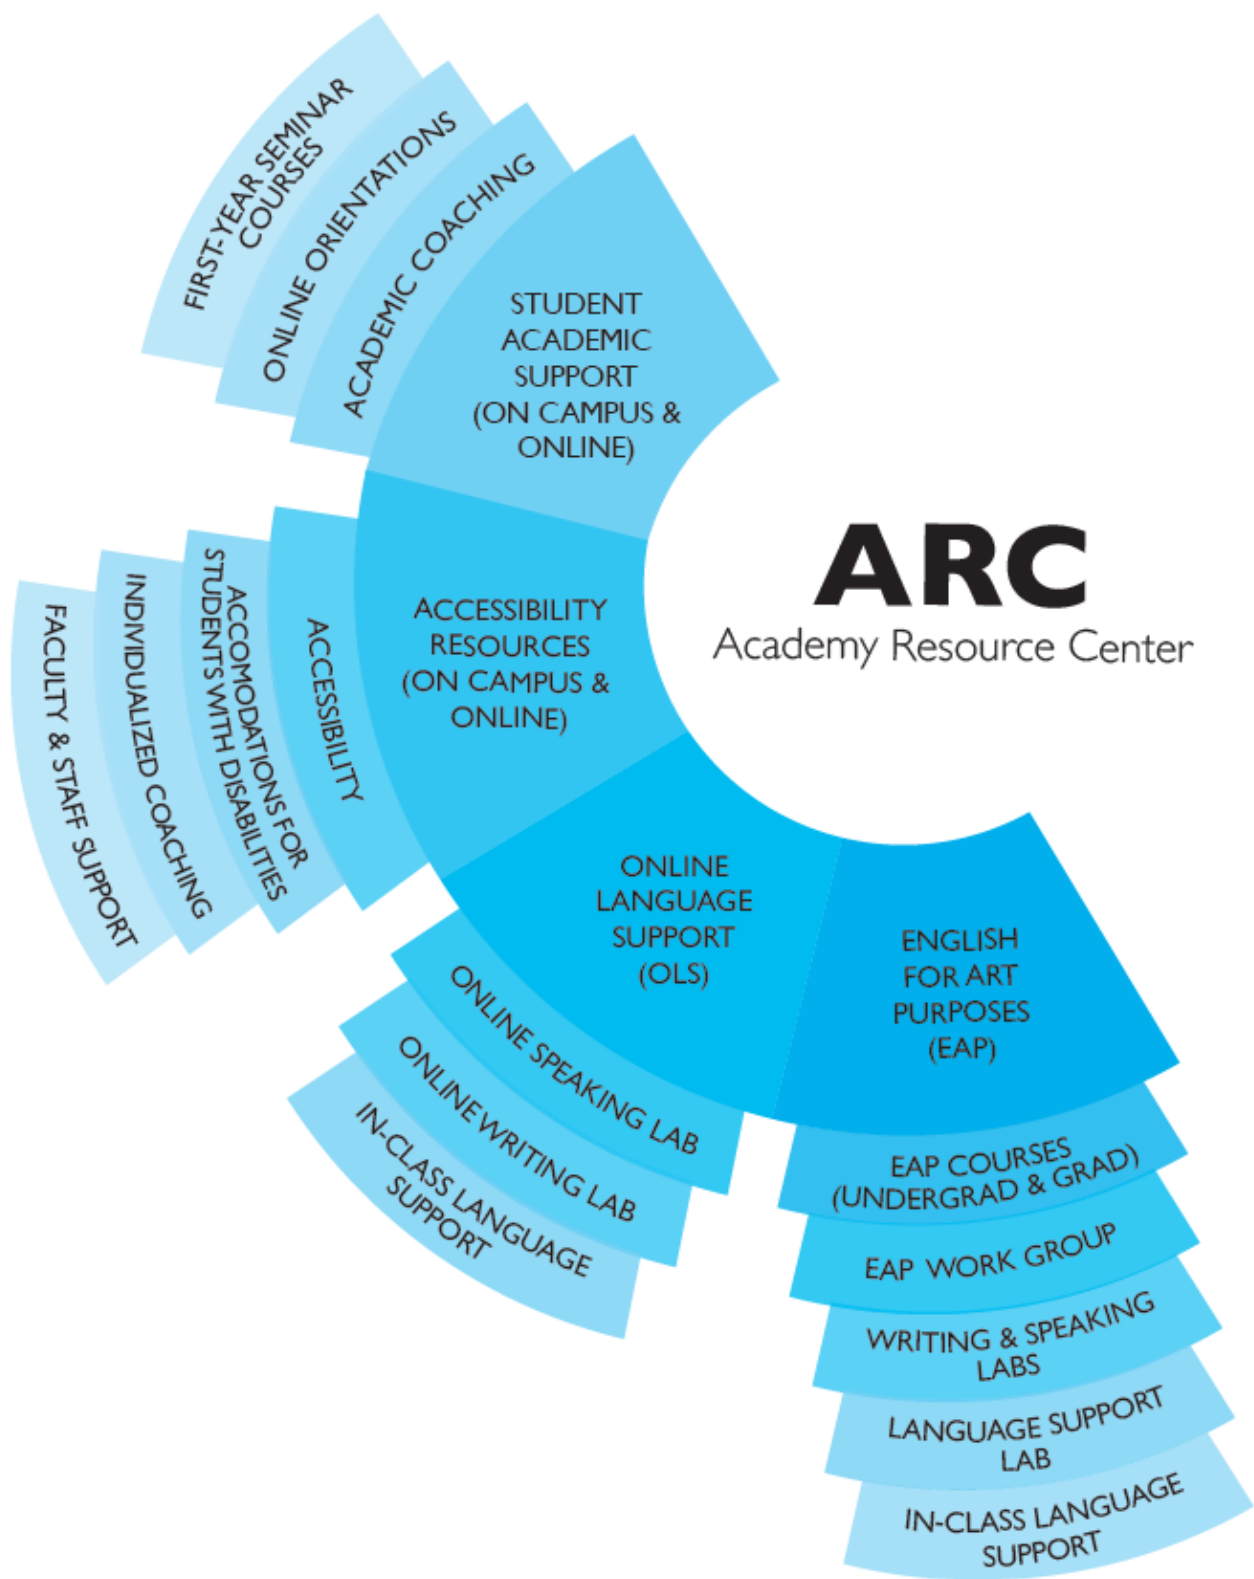 FIRST-YEAR SEMINAR
COURSES
ONLINE ORIENTATIONS
ACADEMIC COACHING
STUDENT
ACADEMIC
SUPPORT
(ON CAMPUS &
ONLINE)
ARC
Academy Resource Center
ACCESSIBILITY
RESOURCES
(ON CAMPUS &
ONLINE)
ACCESSIBILITY
ACCOMODATIONS FOR
STUDENTS WITH DISABILITIES
INDIVIDUALIZED COACHING
FACULTY & STAFF SUPPORT
ONLINE
LANGUAGE
SUPPORT
(OLS)
ONLINE SPEAKING LAB
ONLINE WRITING LAB
IN-CLASS LANGUAGE
SUPPORT
ENGLISH
FOR ART
PURPOSES
(EAP)
EAP COURSES
(UNDERGRAD & GRAD)
EAP WORK GROUP
WRITING & SPEAKING
LABS
LANGUAGE SUPPORT
LAB
IN-CLASS LANGUAGE
SUPPORT